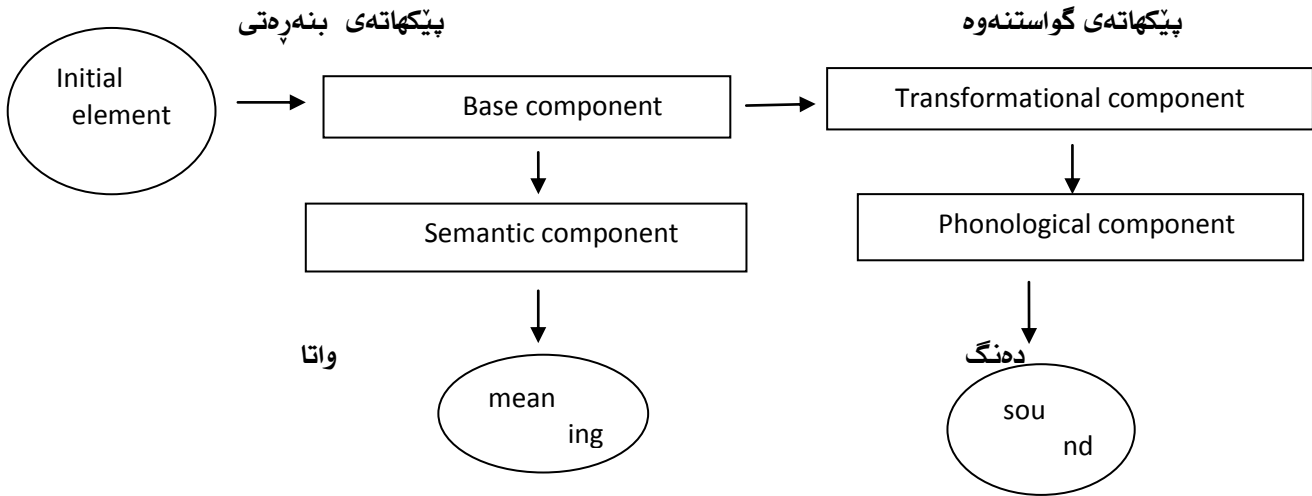 پێکهاتەی بنەڕەتی
پێکهاتەی گواستنەوە
Initial
element
Base component
Transformational component
Semantic component
Phonological component
واتا
دەنگ
mean
ing
sou
nd